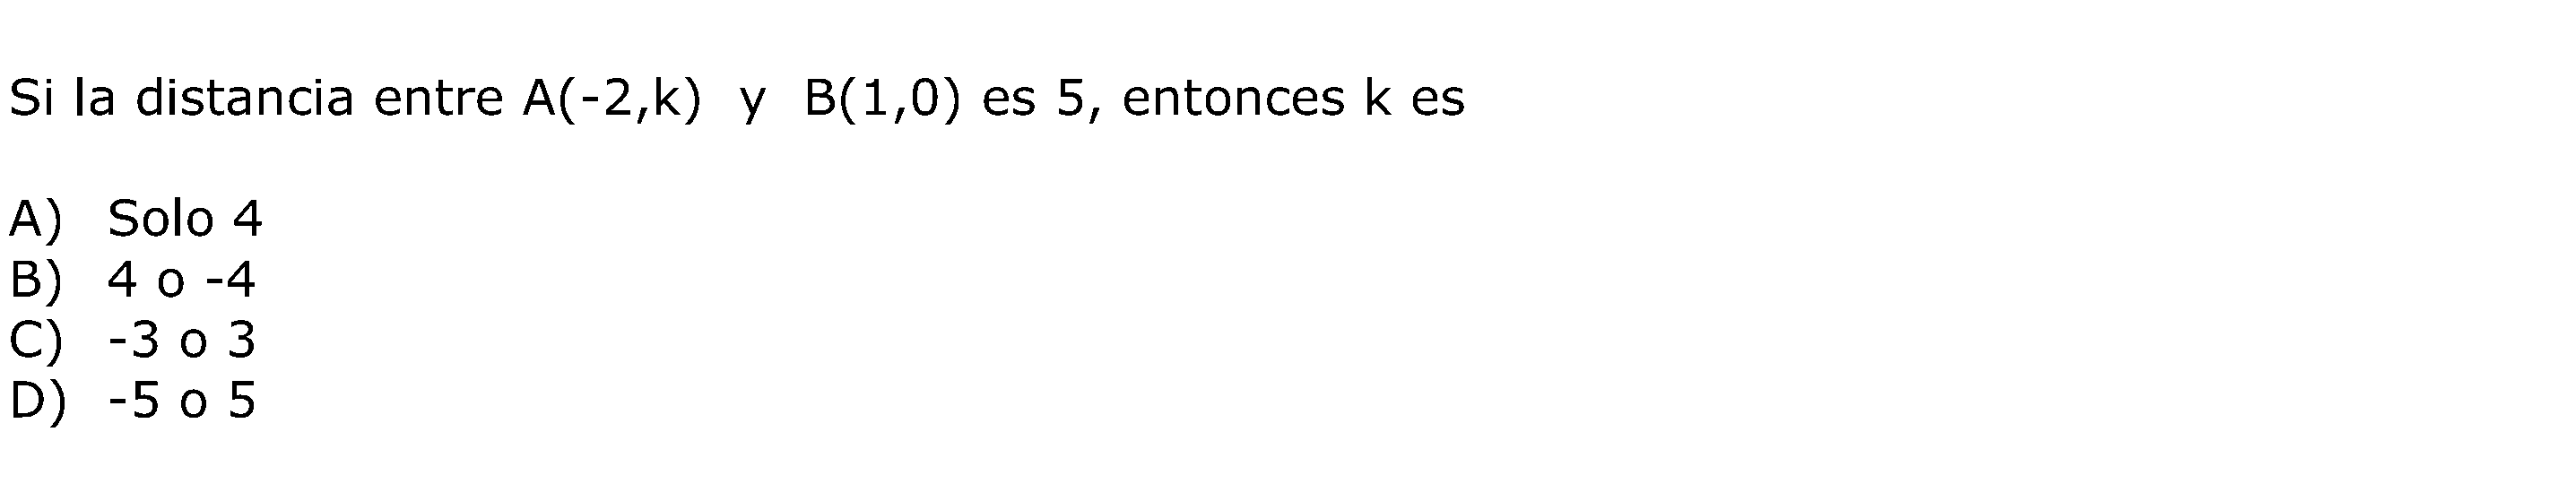 Si la distancia entre A(-2,k) y B(1,0) es 5, entonces k es
A) Solo 4
B) 4 o -4
C) -3 o 3
D) -5 o 5